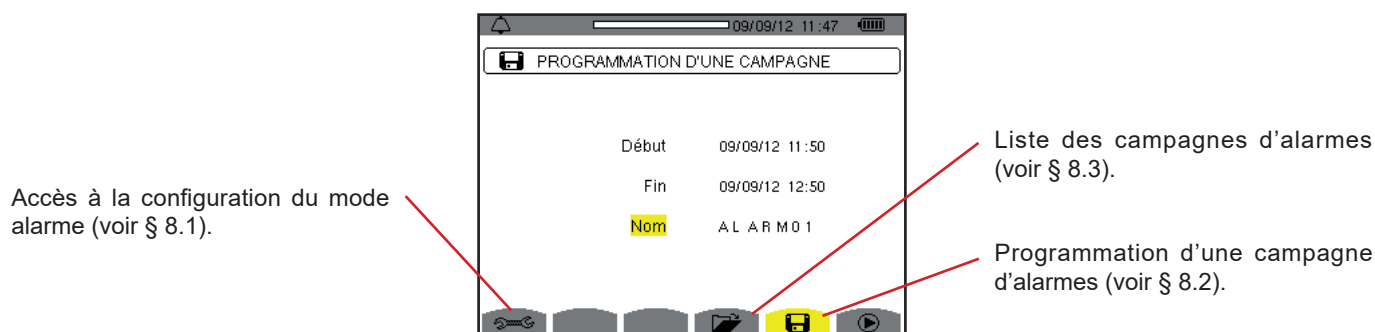 09/09/12 11:47
PROGRAMMATION D'UNE CAMPAGNE
Début 09/09/12 11:50
Fin 09/09/12 12:50
Nom ALARM01
Accès à la configuration du mode
alarme (voir § 8.1).
Liste des campagnes d’alarmes
(voir § 8.3).
Programmation d’une campagne
d’alarmes (voir § 8.2).